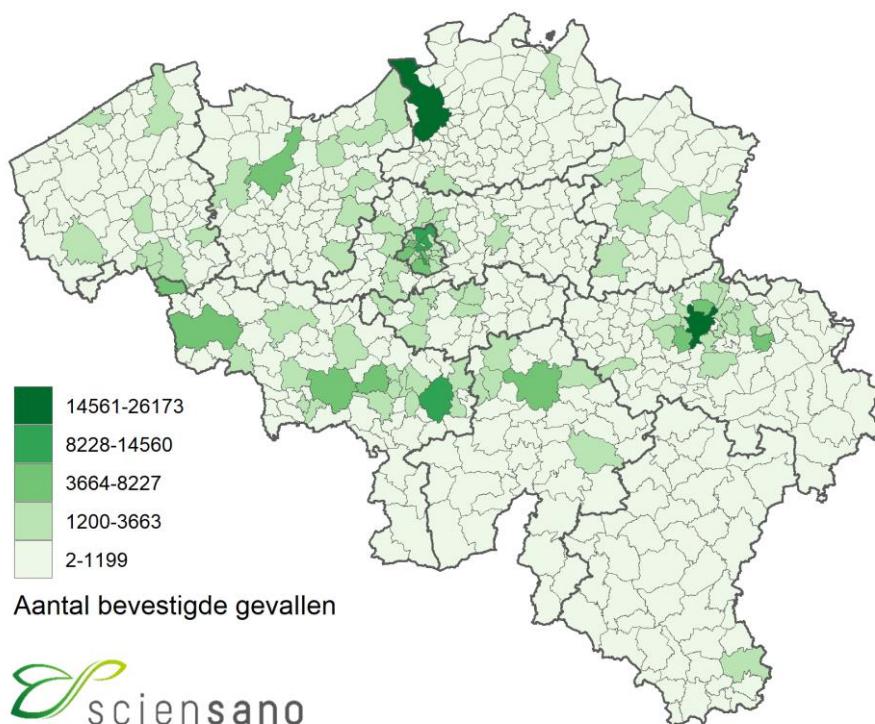 14561-26173
8228-14560
3664-8227
1200-3663
2-1199
Aantal bevestigde gevallen
sciensano